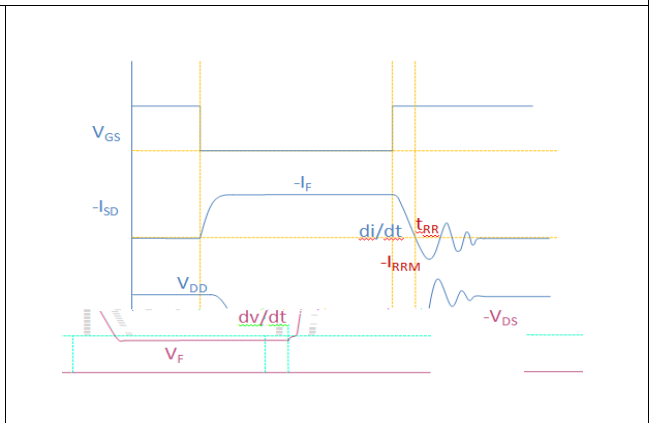 VGS
-IF
-ISD
di/dt tRR
-IRRM
VDD
dv/dt
-VDS
VF